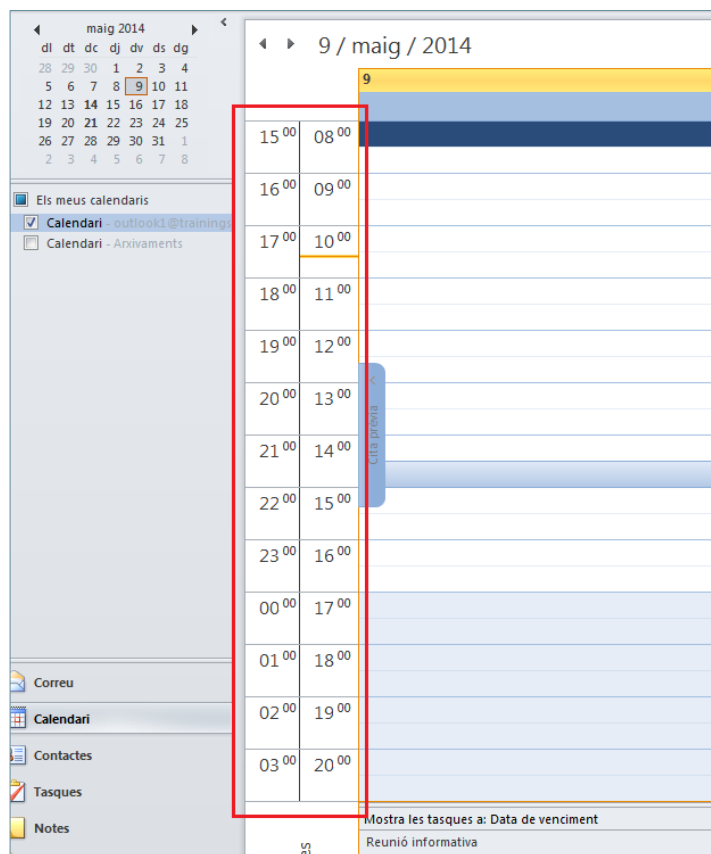 maig 2014
dl dt dc dj dv ds dg
28 29 30 1 2 3 4
5 6 7 8 9 10 11
12 13 14 15 16 17 18
19 20 21 22 23 24 25
26 27 28 29 30 31 1
2 3 4 5 6 7 8
Els meus calendaris
Calendari - outlook1@trainings
Calendari - Arxivaments
Correu
Calendari
Contactes
Tasques
Notes
9 / maig / 2014
9
15 00 08 00
16 00 09 00
17 00 10 00
18 00 11 00
19 00 12 00
20 00 13 00
21 00 14 00
22 00 15 00
23 00 16 00
00 00 17 00
01 00 18 00
02 00 19 00
03 00 20 00
Cita prèvia
Mostra les tasques a: Data de venciment
Reunió informativa